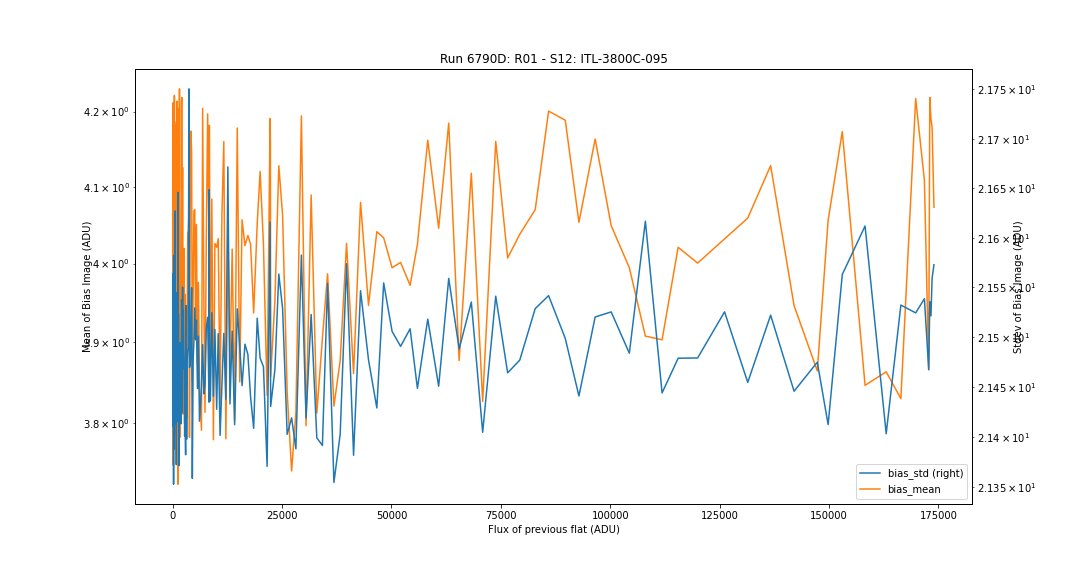 Run 6790D: R01 - S12: ITL-3800C-095
4.2 × 10⁰
4.1 × 10⁰
4 × 10⁰
3.9 × 10⁰
3.8 × 10⁰
Mean of Bias Image (ADU)
2.175 × 10¹
2.17 × 10¹
2.165 × 10¹
2.16 × 10¹
2.155 × 10¹
2.15 × 10¹
2.145 × 10¹
2.14 × 10¹
2.135 × 10¹
Stdev of Bias Image (ADU)
bias_std (right)
bias_mean
0 25000 50000 75000 100000 125000 150000 175000
Flux of previous flat (ADU)